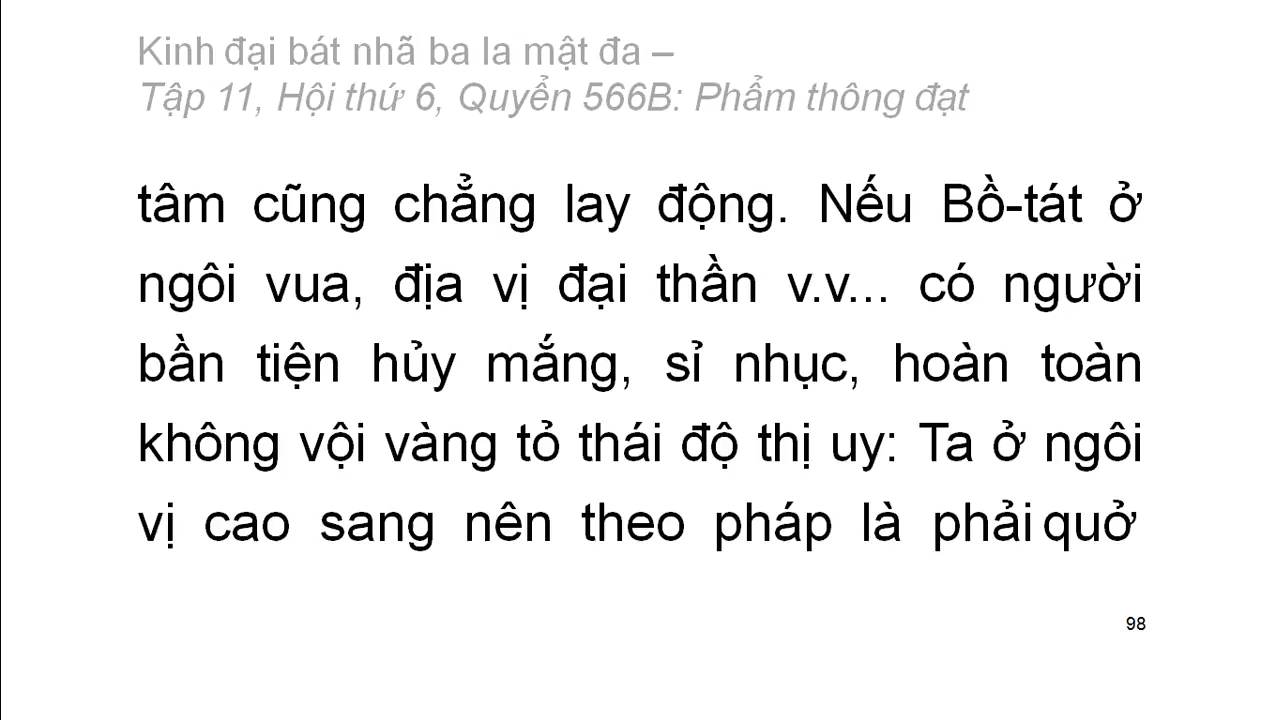 Kinh đại bát nhã ba la mật đa –
Tập 11, Hội thứ 6, Quyển 566B: Phẩm thông đạt
tâm cũng chẳng lay động. Nếu Bồ-tát ở
ngôi vua, địa vị đại thần v.v... có người
bần tiện hủy mắng, sỉ nhục, hoàn toàn
không vội vàng tỏ thái độ thị uy: Ta ở ngôi
vị cao sang nên theo pháp là phải quở
98